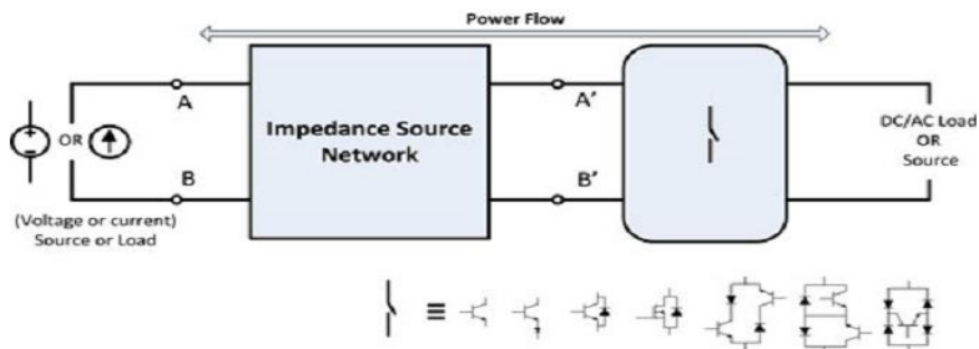 Power Flow
A
A'
Impedance Source
Network
OR
DC/AC Load
OR
Source
B
B'
(Voltage or current)
Source or Load